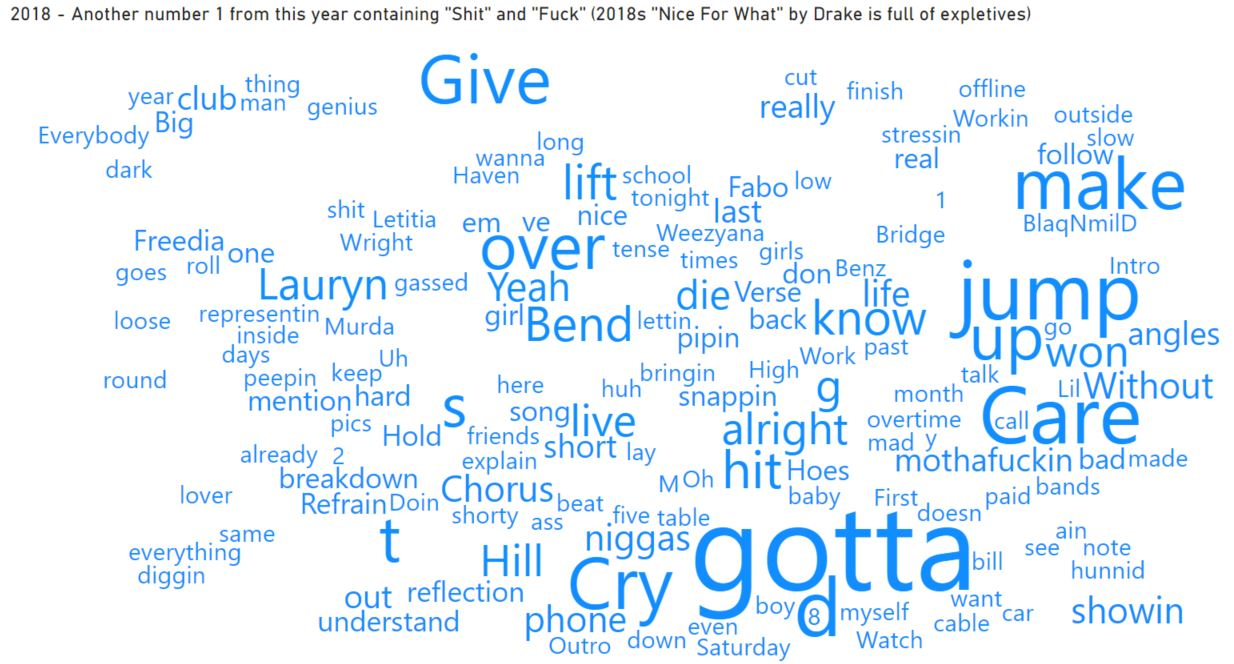 2018 - Another number 1 from this year containing "Shit" and "Fuck" (2018s "Nice For What" by Drake is full of expletives)
Give
year club thing man genius
Everybody Big
dark
cut really finish offline
Workin outside
stressin slow
real follow
long
wanna
Haven lift school Fabo low make
tonight last 1
shit Letitia em ve nice BlaqNmilD
Freedia one Wright over tense Weezyana girls Bridge
goes roll times
Lauryn gassed Yeah die Verse don Benz life jump Intro
loose representin Murda girl Bend lettin back know up go angles
inside pipin
days Uh Work past won
round peepin keep here huh bringin High talk Lil Without
mention hard s song live snappin g month Care
pics Hold friends short alright overtime call
already 2 explain lay mad y mothafuckin bad made
breakdown Chorus M Oh hit Hoes
lover Refrain Doin beat baby First paid bands
shorty ass five table doesn
same t niggas gotta ain
everything Hill bill see note
diggin Cry hunnid
out reflection boy d 8 myself want car showin
understand phone even cable
Outro down Saturday Watch